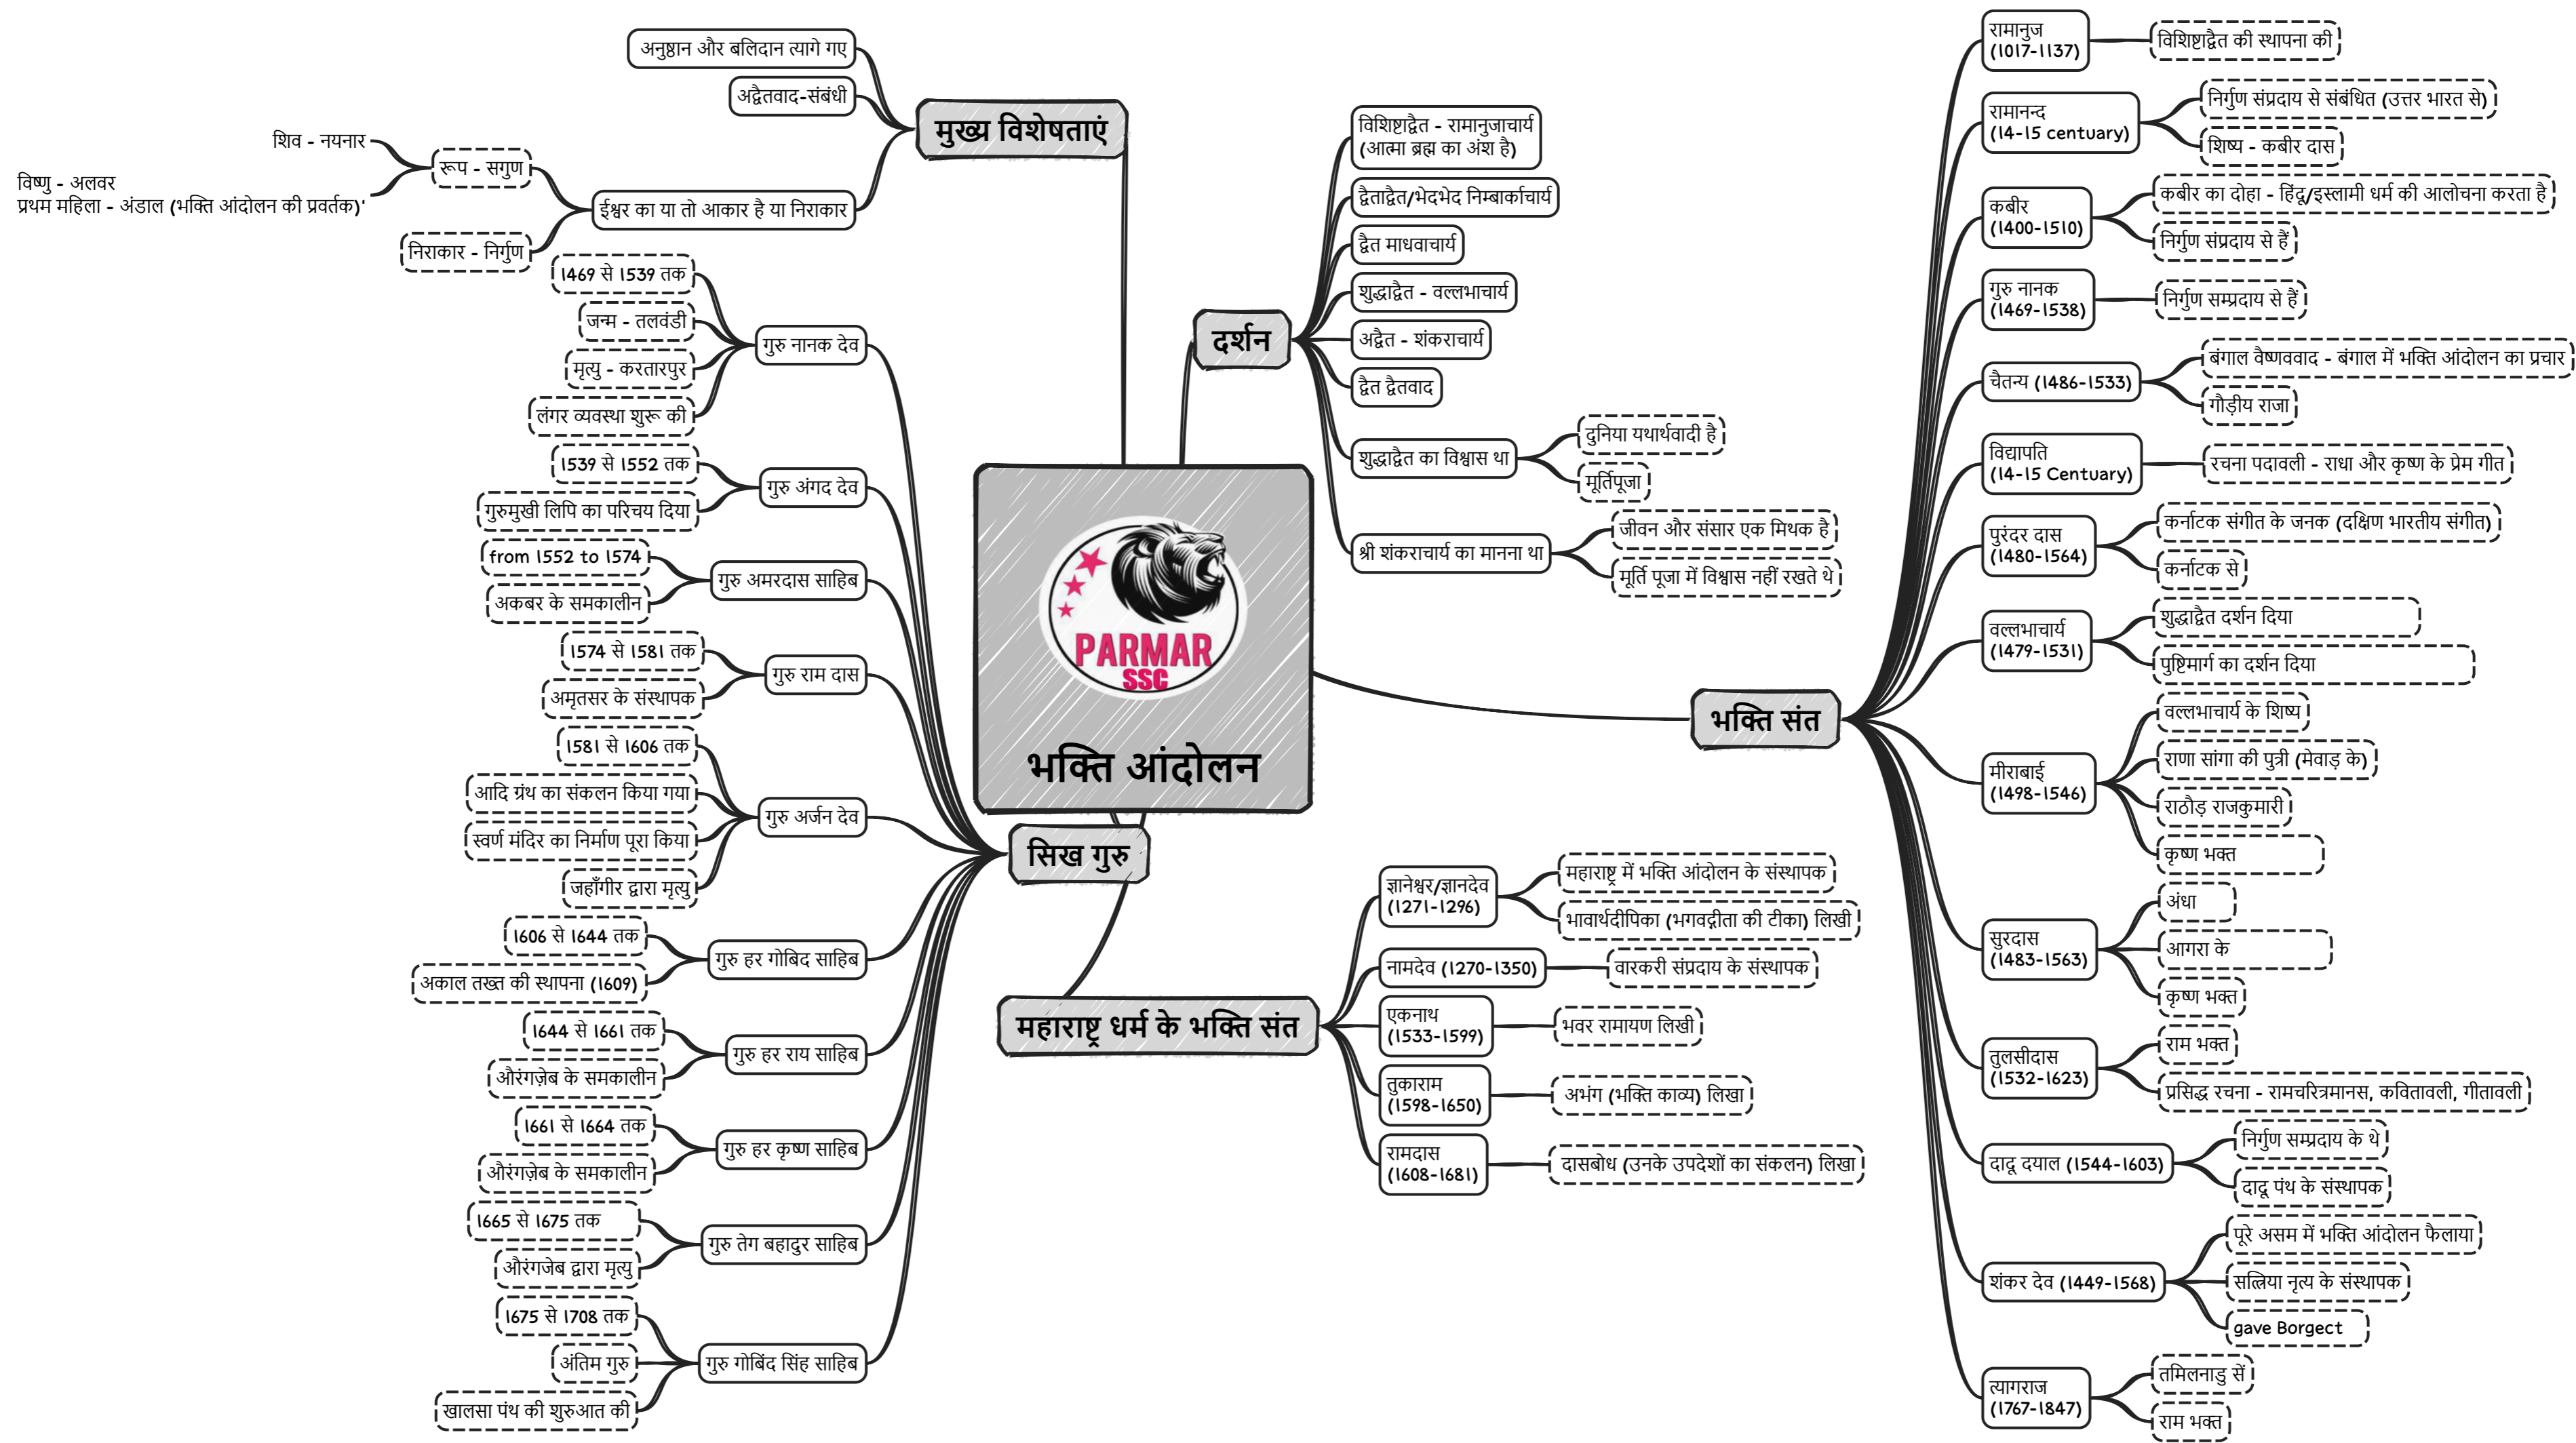 भक्ति आंदोलन
PARMAR
SSC
मुख्य विशेषताएं
अनुष्ठान और बलिदान त्यागे गए
अद्वैतवाद-संबंधी
ईश्वर का या तो आकार है या निराकार
रूप - सगुण
शिव - नयनार
विष्णु - अलवर
प्रथम महिला - अंडाल (भक्ति आंदोलन की प्रवर्तक)'
निराकार - निर्गुण
दर्शन
विशिष्टाद्वैत - रामानुजाचार्य
(आत्मा ब्रह्म का अंश है)
द्वैताद्वैत/भेदभेद निम्बार्काचार्य
द्वैत माधवाचार्य
शुद्धाद्वैत - वल्लभाचार्य
अद्वैत - शंकराचार्य
द्वैत द्वैतवाद
शुद्धाद्वैत का विश्वास था
दुनिया यथार्थवादी है
मूर्तिपूजा
श्री शंकराचार्य का मानना था
जीवन और संसार एक मिथक है
मूर्ति पूजा में विश्वास नहीं रखते थे
भक्ति संत
रामानुज
(1017-1137)
विशिष्टाद्वैत की स्थापना की
रामानन्द
(14-15 centuary)
निर्गुण संप्रदाय से संबंधित (उत्तर भारत से)
शिष्य - कबीर दास
कबीर
(1400-1510)
कबीर का दोहा - हिंदू/इस्लामी धर्म की आलोचना करता है
निर्गुण संप्रदाय से हैं
गुरु नानक
(1469-1538)
निर्गुण सम्प्रदाय से हैं
चैतन्य (1486-1533)
बंगाल वैष्णववाद - बंगाल में भक्ति आंदोलन का प्रचार
गौड़ीय राजा
विद्यापति
(14-15 Centuary)
रचना पदावली - राधा और कृष्ण के प्रेम गीत
पुरंदर दास
(1480-1564)
कर्नाटक संगीत के जनक (दक्षिण भारतीय संगीत)
कर्नाटक से
वल्लभाचार्य
(1479-1531)
शुद्धाद्वैत दर्शन दिया
पुष्टिमार्ग का दर्शन दिया
मीराबाई
(1498-1546)
वल्लभाचार्य के शिष्य
राणा सांगा की पुत्री (मेवाड़ के)
राठौड़ राजकुमारी
कृष्ण भक्त
सुरदास
(1483-1563)
अंधा
आगरा के
कृष्ण भक्त
तुलसीदास
(1532-1623)
राम भक्त
प्रसिद्ध रचना - रामचरित्रमानस, कवितावली, गीतावली
दादू दयाल (1544-1603)
निर्गुण सम्प्रदाय के थे
दादू पंथ के संस्थापक
शंकर देव (1449-1568)
पूरे असम में भक्ति आंदोलन फैलाया
सत्त्रिया नृत्य के संस्थापक
gave Borgect
त्यागराज
(1767-1847)
तमिलनाडु सें
राम भक्त
सिख गुरु
गुरु नानक देव
1469 से 1539 तक
जन्म - तलवंडी
मृत्यु - करतारपुर
लंगर व्यवस्था शुरू की
गुरु अंगद देव
1539 से 1552 तक
गुरुमुखी लिपि का परिचय दिया
गुरु अमरदास साहिब
from 1552 to 1574
अकबर के समकालीन
गुरु राम दास
1574 से 1581 तक
अमृतसर के संस्थापक
गुरु अर्जन देव
1581 से 1606 तक
आदि ग्रंथ का संकलन किया गया
स्वर्ण मंदिर का निर्माण पूरा किया
जहाँगीर द्वारा मृत्यु
गुरु हर गोबिद साहिब
1606 से 1644 तक
अकाल तख्त की स्थापना (1609)
गुरु हर राय साहिब
1644 से 1661 तक
औरंगज़ेब के समकालीन
गुरु हर कृष्ण साहिब
1661 से 1664 तक
औरंगज़ेब के समकालीन
गुरु तेग बहादुर साहिब
1665 से 1675 तक
औरंगजेब द्वारा मृत्यु
गुरु गोबिंद सिंह साहिब
1675 से 1708 तक
अंतिम गुरु
खालसा पंथ की शुरुआत की
महाराष्ट्र धर्म के भक्ति संत
ज्ञानेश्वर/ज्ञानदेव
(1271-1296)
महाराष्ट्र में भक्ति आंदोलन के संस्थापक
भावार्थदीपिका (भगवद्गीता की टीका) लिखी
नामदेव (1270-1350)
वारकरी संप्रदाय के संस्थापक
एकनाथ
(1533-1599)
भवर रामायण लिखी
तुकाराम
(1598-1650)
अभंग (भक्ति काव्य) लिखा
रामदास
(1608-1681)
दासबोध (उनके उपदेशों का संकलन) लिखा